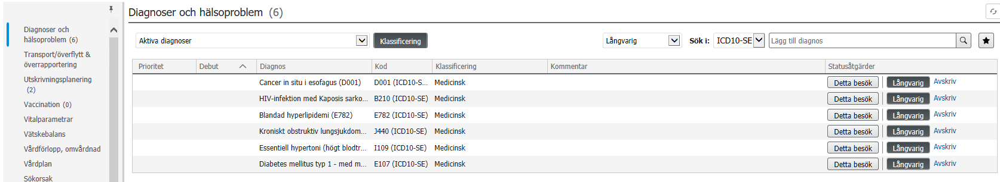 Diagnoser och
hälsoproblem (6)
Transport/överflytt &
överrapportering
Utskrivningsplanering
(2)
Vaccination (0)
Vitalparametrar
Vätskebalans
Vårdförlopp, omvårdnad
Vårdplan
Sökorsak
Diagnoser och hälsoproblem (6)
Aktiva diagnoser Klassificering Långvarig Sök i: ICD10-SE Lägg till diagnos
Prioritet Debut Diagnos Kod Klassificering Kommentar Statusåtgärder
Cancer in situ i esofagus (D001) D001 (ICD10-S... Medicinsk Detta besök Långvarig Avskriv
HIV-infektion med Kaposis sarko... B210 (ICD10-SE) Medicinsk Detta besök Långvarig Avskriv
Blandad hyperlipidemi (E782) E782 (ICD10-SE) Medicinsk Detta besök Långvarig Avskriv
Kroniskt obstruktiv lungsjukdom... J440 (ICD10-SE) Medicinsk Detta besök Långvarig Avskriv
Essentiell hypertoni (högt blodtr... I109 (ICD10-SE) Medicinsk Detta besök Långvarig Avskriv
Diabetes mellitus typ 1 - med m... E107 (ICD10-SE) Medicinsk Detta besök Långvarig Avskriv